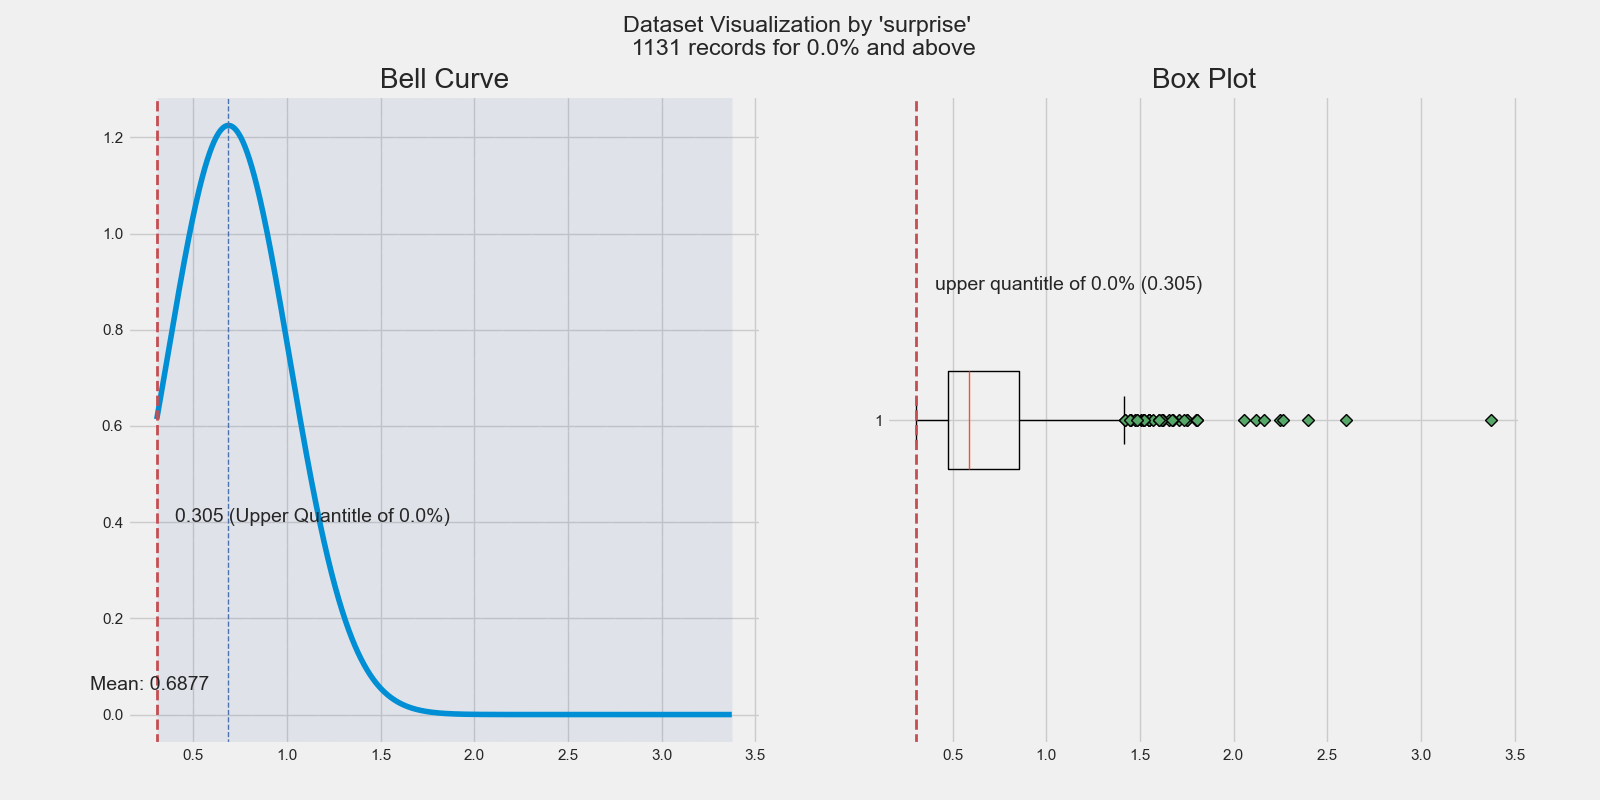 Dataset Visualization by 'surprise'
1131 records for 0.0% and above
Bell Curve
1.2
1.0
0.8
0.6
0.4
0.2
0.0
0.305 (Upper Quantitle of 0.0%)
Mean: 0.6877
0.5 1.0 1.5 2.0 2.5 3.0 3.5
Box Plot
upper quantitle of 0.0% (0.305)
1
0.5 1.0 1.5 2.0 2.5 3.0 3.5